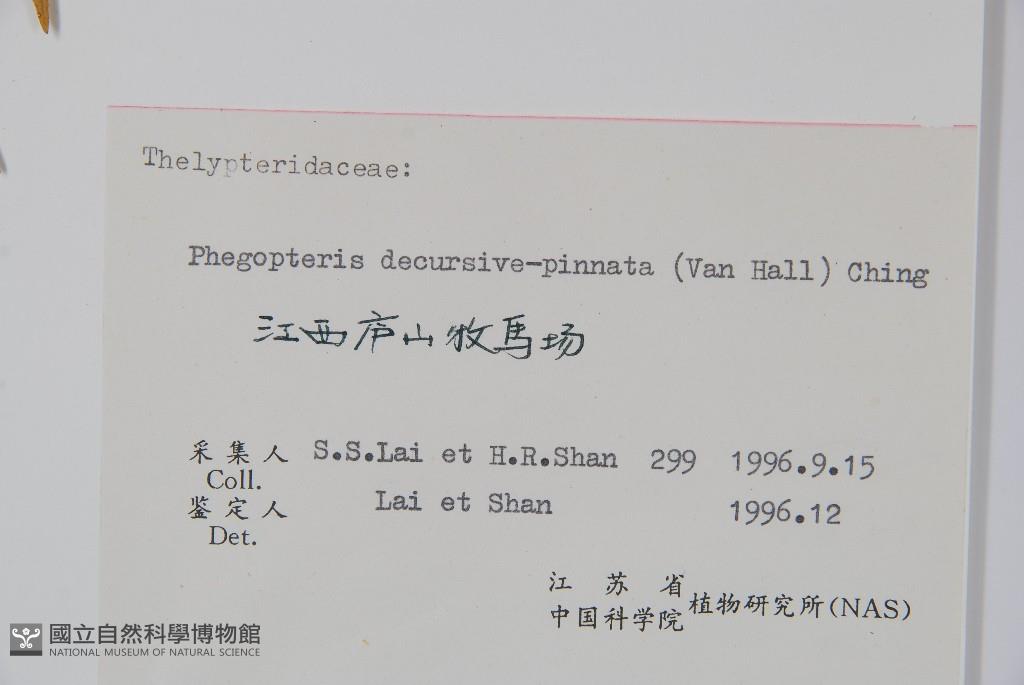 Thelypteridaceae:
Phegopteris decursive-pinnata (Van Hall) Ching
江西庐山牧馬场
采集人 S.S.Lai et H.R.Shan 299 1996.9.15
Coll.
鉴定人 Lai et Shan 1996.12
Det.
江苏省
中国科学院 植物研究所(NAS)
國立自然科學博物館
NATIONAL MUSEUM OF NATURAL SCIENCE